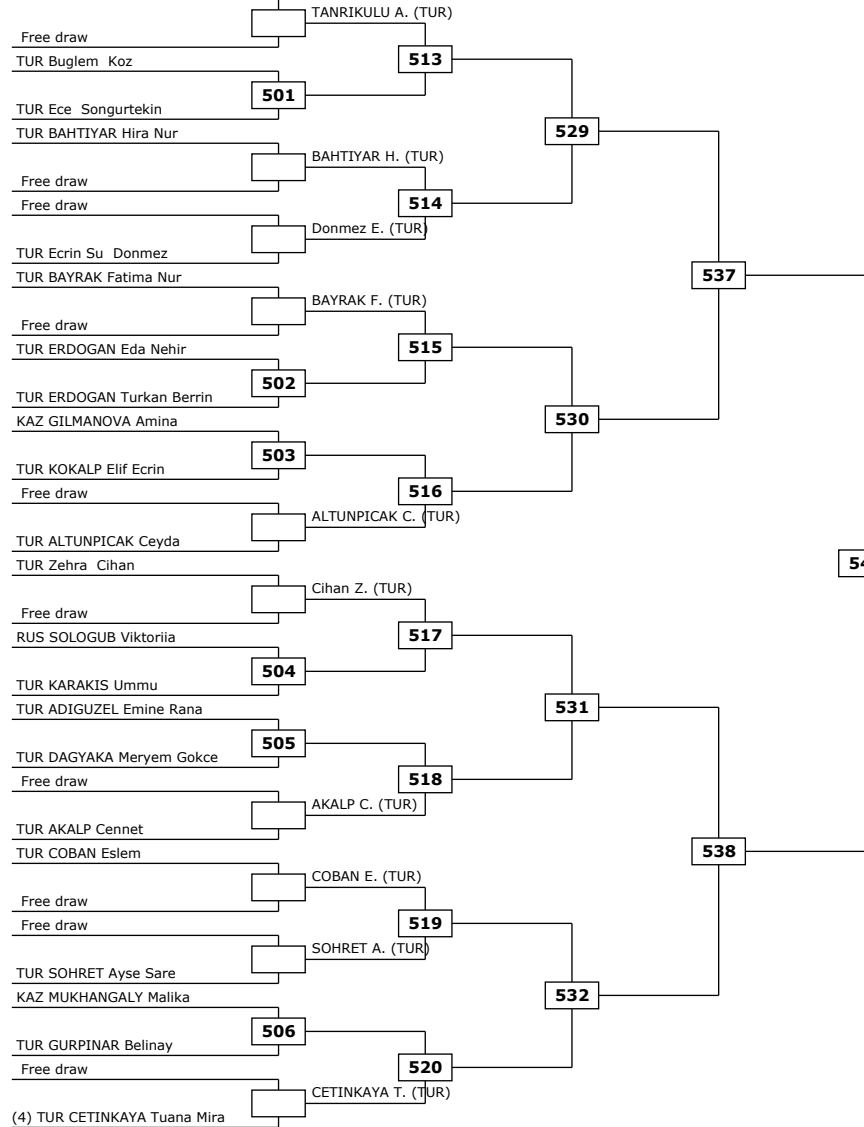 TANRIKULU A. (TUR)
Free draw
513
TUR Buglem  Koz
501
TUR Ece  Songurtekin
529
TUR BAHTIYAR Hira Nur
BAHTIYAR H. (TUR)
Free draw
514
Free draw
Donmez E. (TUR)
TUR Ecrin Su  Donmez
537
TUR BAYRAK Fatima Nur
BAYRAK F. (TUR)
Free draw
515
TUR ERDOGAN Eda Nehir
502
TUR ERDOGAN Turkan Berrin
530
KAZ GILMANOVA Amina
503
TUR KOKALP Elif Ecrin
516
Free draw
ALTUNPICAK C. (TUR)
TUR ALTUNPICAK Ceyda
TUR Zehra  Cihan
Cihan Z. (TUR)
Free draw
517
RUS SOLOGUB Viktoriia
504
TUR KARAKIS Ummu
531
TUR ADIGUZEL Emine Rana
505
TUR DAGYAKA Meryem Gokce
518
Free draw
AKALP C. (TUR)
TUR AKALP Cennet
538
TUR COBAN Eslem
COBAN E. (TUR)
Free draw
519
Free draw
SOHRET A. (TUR)
TUR SOHRET Ayse Sare
532
KAZ MUKHANGALY Malika
506
TUR GURPINAR Belinay
520
Free draw
CETINKAYA T. (TUR)
(4) TUR CETINKAYA Tuana Mira